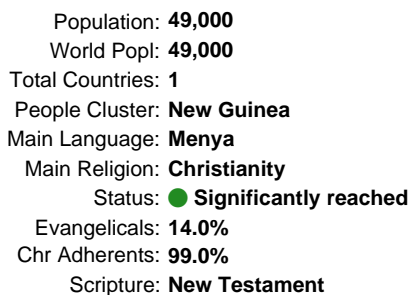 Population: 49,000
World Popl: 49,000
Total Countries: 1
People Cluster: New Guinea
Main Language: Menya
Main Religion: Christianity
Status: Significantly reached
Evangelicals: 14.0%
Chr Adherents: 99.0%
Scripture: New Testament